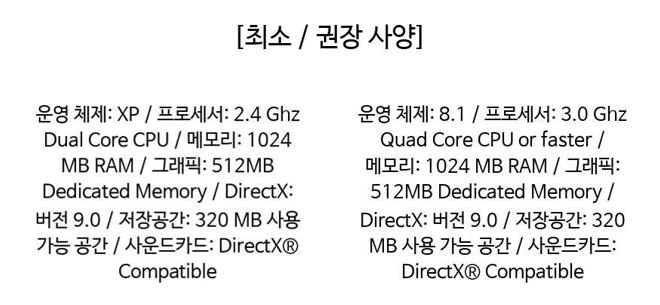 [최소 / 권장 사양]
운영 체제: XP / 프로세서: 2.4 Ghz
Dual Core CPU / 메모리: 1024
MB RAM / 그래픽: 512MB
Dedicated Memory / DirectX:
버전 9.0 / 저장공간: 320 MB 사용
가능 공간 / 사운드카드: DirectX®
Compatible
운영 체제: 8.1 / 프로세서: 3.0 Ghz
Quad Core CPU or faster /
메모리: 1024 MB RAM / 그래픽:
512MB Dedicated Memory /
DirectX: 버전 9.0 / 저장공간: 320
MB 사용 가능 공간 / 사운드카드:
DirectX® Compatible